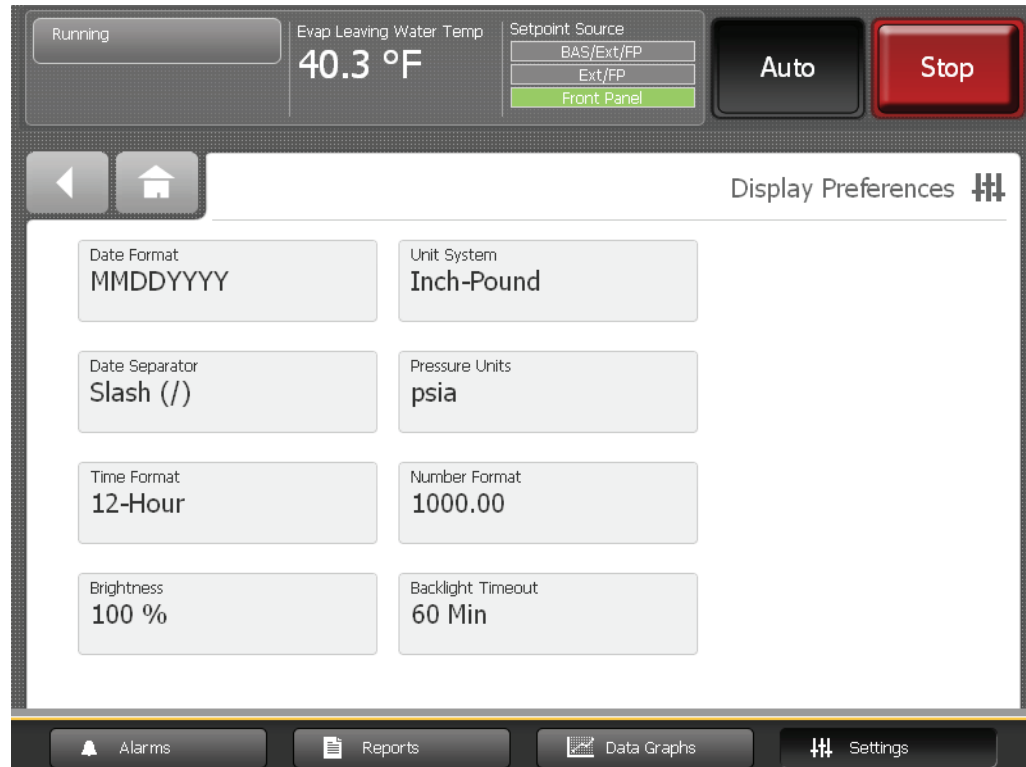 Running
Evap Leaving Water Temp
40.3 °F
Setpoint Source
BAS/Ext/FP
Ext/FP
Front Panel
Auto
Stop
Display Preferences
Date Format
MMDDYYYY
Unit System
Inch-Pound
Date Separator
Slash (/)
Pressure Units
psia
Time Format
12-Hour
Number Format
1000.00
Brightness
100 %
Backlight Timeout
60 Min
Alarms
Reports
Data Graphs
Settings